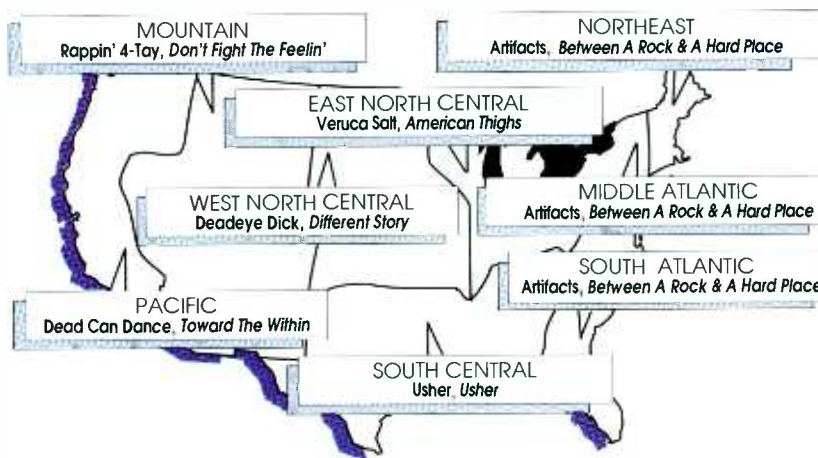 MOUNTAIN
Rappin' 4-Tay, Don't Fight The Feelin'
NORTHEAST
Artifacts, Between A Rock & A Hard Place
EAST NORTH CENTRAL
Veruca Salt, American Thighs
WEST NORTH CENTRAL
Deadeye Dick, Different Story
MIDDLE ATLANTIC
Artifacts, Between A Rock & A Hard Place
SOUTH ATLANTIC
Artifacts, Between A Rock & A Hard Place
PACIFIC
Dead Can Dance, Toward The Within
SOUTH CENTRAL
Usher, Usher